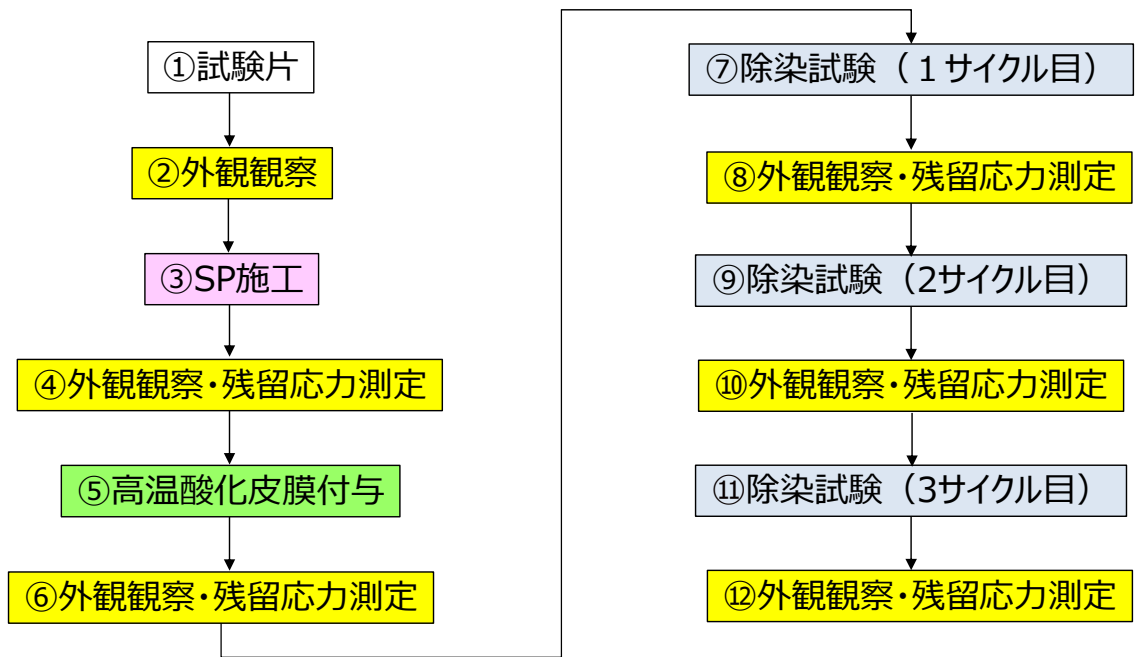 ①試験片
②外観観察
③SP施工
④外観観察・残留応力測定
⑤高温酸化皮膜付与
⑥外観観察・残留応力測定
⑦除染試験（１サイクル目）
⑧外観観察・残留応力測定
⑨除染試験（2サイクル目）
⑩外観観察・残留応力測定
⑪除染試験（3サイクル目）
⑫外観観察・残留応力測定